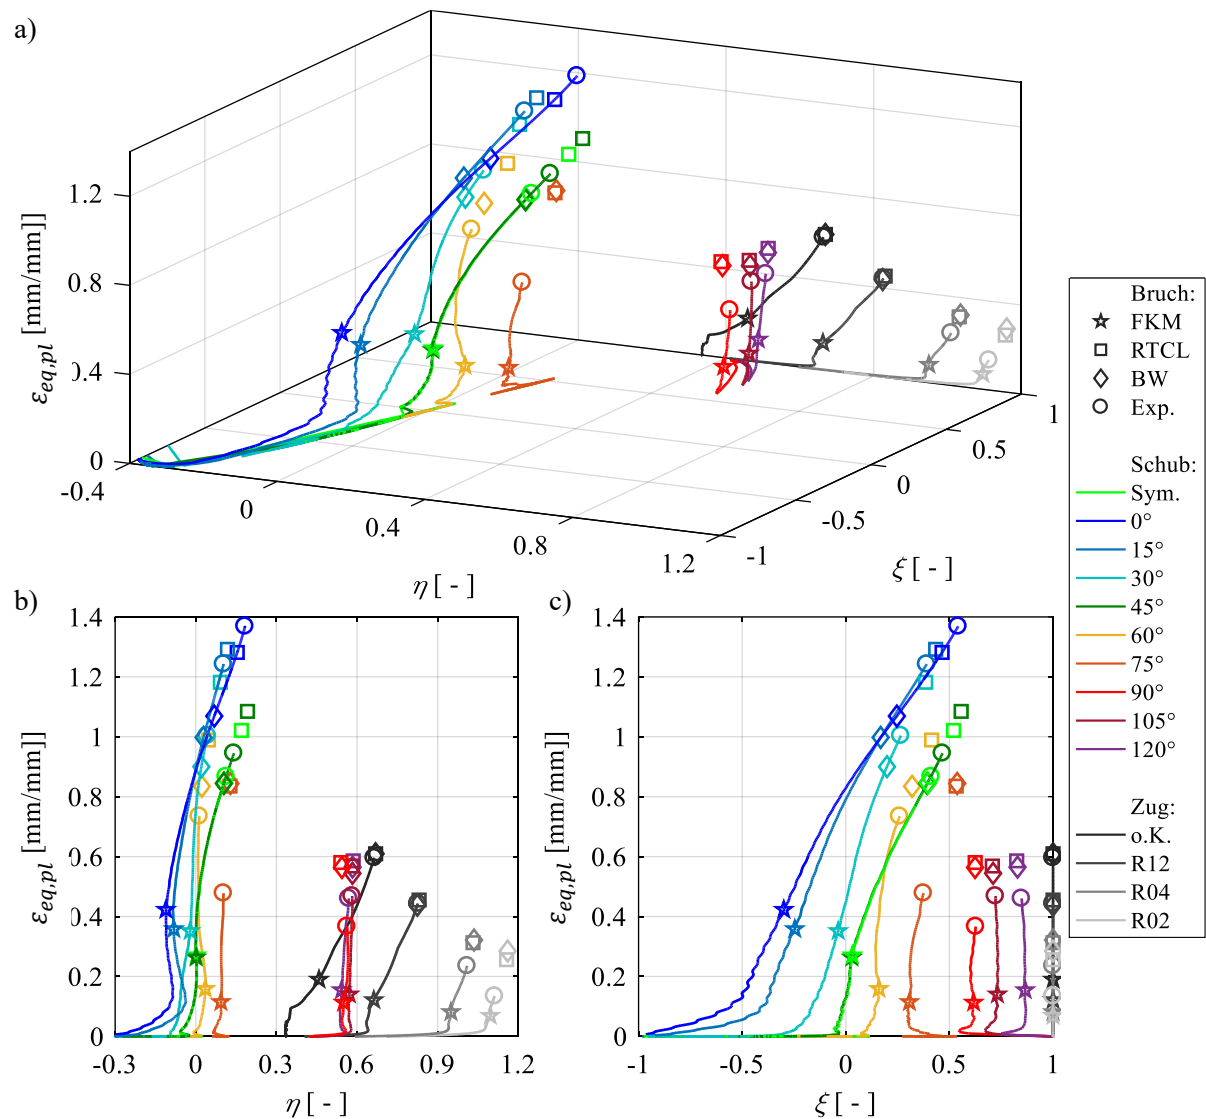 a)
1.2
0.8
0.4
0
ε_eq,pl [mm/mm]]
-0.4
0
0.4
0.8
1.2
η [ - ]
-1
-0.5
0
0.5
1
ξ [ - ]
Bruch:
FKM
RTCL
BW
Exp.
Schub:
Sym.
0°
15°
30°
45°
60°
75°
90°
105°
120°
Zug:
o.K.
R12
R04
R02
b)
1.4
1.2
1
0.8
0.6
0.4
0.2
0
ε_eq,pl [mm/mm]]
-0.3
0
0.3
0.6
0.9
1.2
η [ - ]
c)
1.4
1.2
1
0.8
0.6
0.4
0.2
0
ε_eq,pl [mm/mm]]
-1
-0.5
0
0.5
1
ξ [ - ]